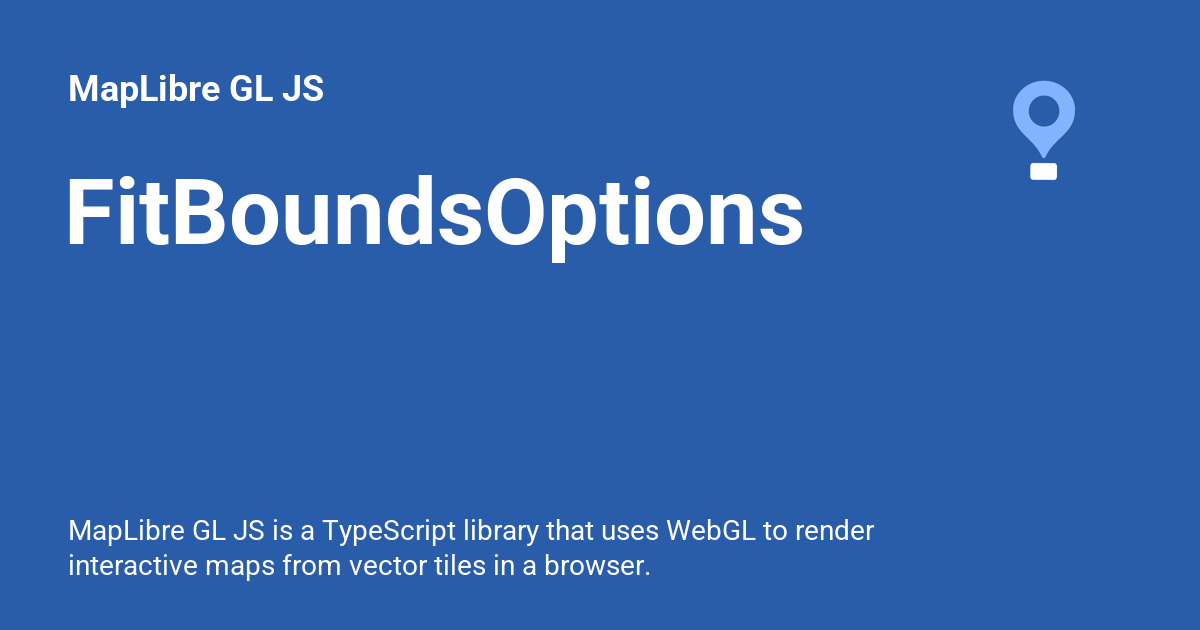 MapLibre GL JS
FitBoundsOptions
MapLibre GL JS is a TypeScript library that uses WebGL to render
interactive maps from vector tiles in a browser.